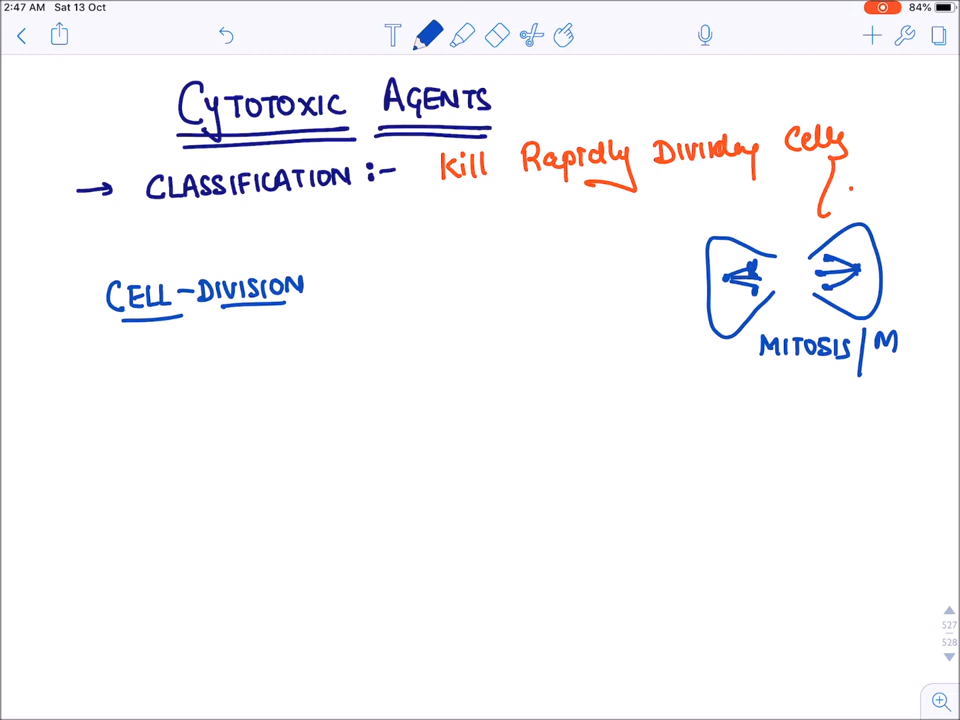 2:47 AM Sat 13 Oct 84%
CYTOTOXIC AGENTS
→ CLASSIFICATION :- Kill Rapidly Dividing Cells
CELL-DIVISION
MITOSIS/M
527
528